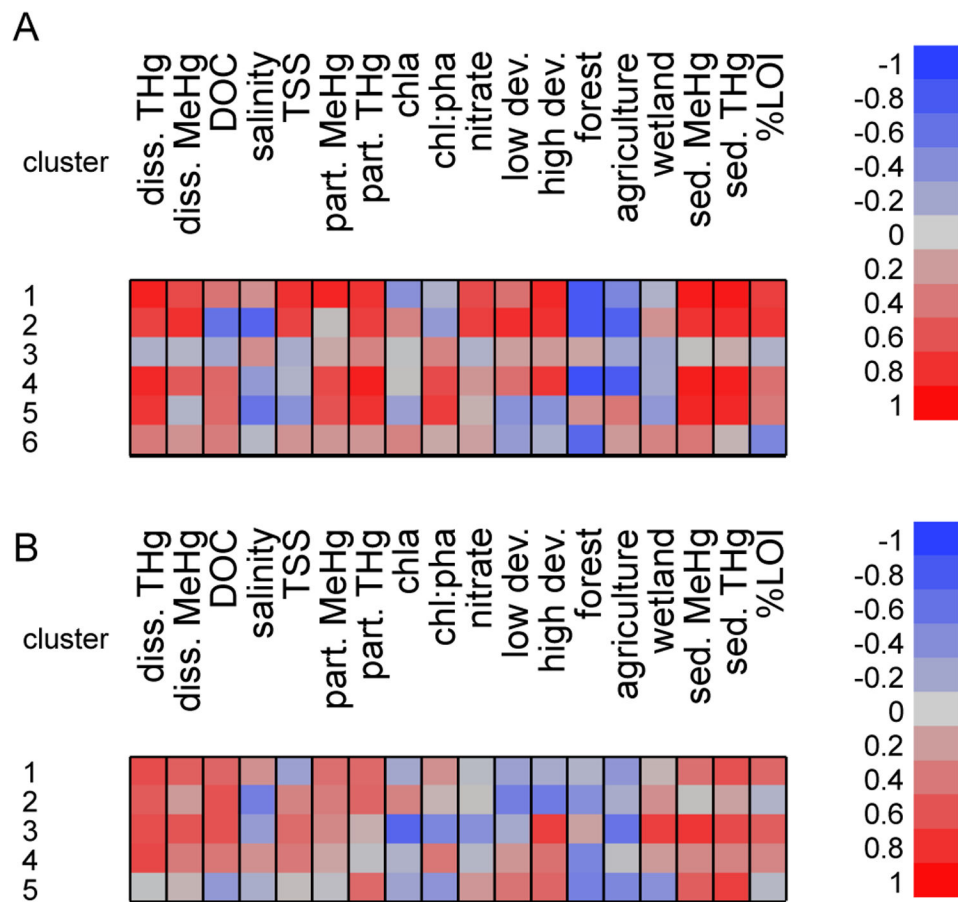 A
cluster
diss. THg
diss. MeHg
DOC
salinity
TSS
part. MeHg
part. THg
chla
chl:pha
nitrate
low dev.
high dev.
forest
agriculture
wetland
sed. MeHg
sed. THg
%LOI
1
2
3
4
5
6
-1
-0.8
-0.6
-0.4
-0.2
0
0.2
0.4
0.6
0.8
1
B
cluster
diss. THg
diss. MeHg
DOC
salinity
TSS
part. MeHg
part. THg
chla
chl:pha
nitrate
low dev.
high dev.
forest
agriculture
wetland
sed. MeHg
sed. THg
%LOI
1
2
3
4
5
-1
-0.8
-0.6
-0.4
-0.2
0
0.2
0.4
0.6
0.8
1